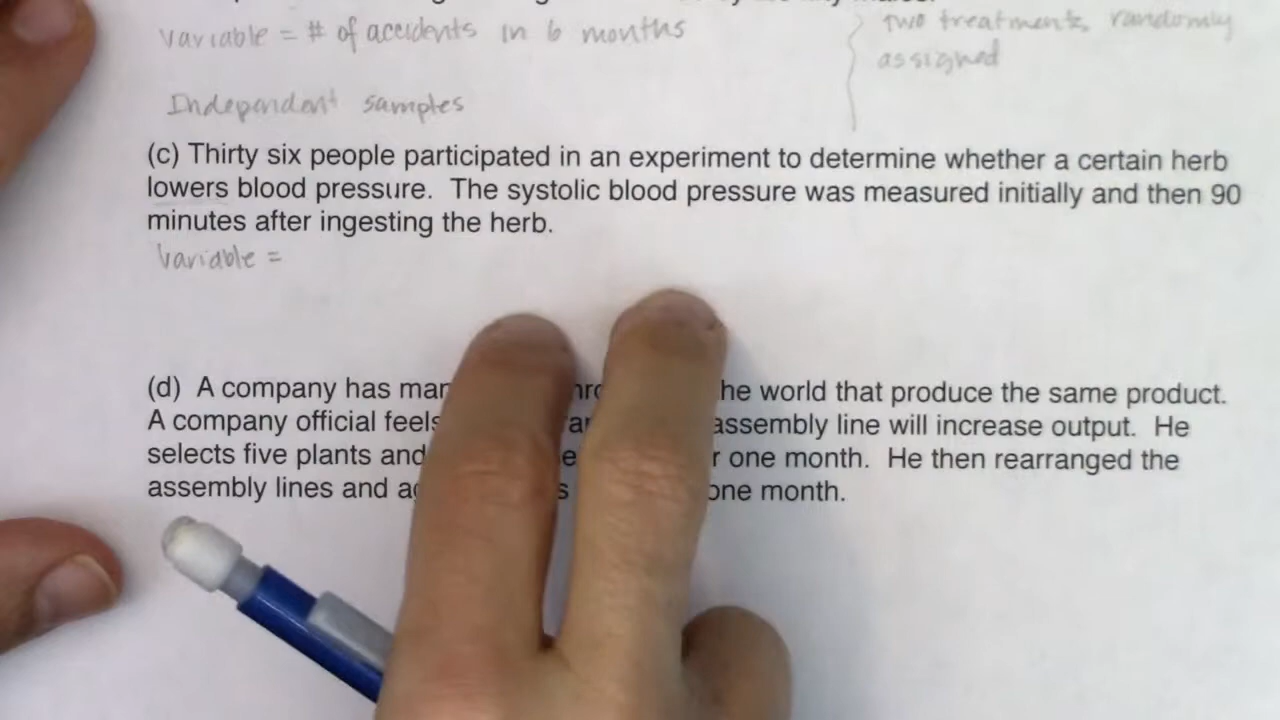 variable = # of accidents in 6 months
Two treatments, randomly
assigned
Independent samples
(c) Thirty six people participated in an experiment to determine whether a certain herb
lowers blood pressure. The systolic blood pressure was measured initially and then 90
minutes after ingesting the herb.
Variable =
(d) A company has the world that produce the same product.
A company official feels assembly line will increase output. He
selects five plants and one month. He then rearranged the
assembly lines and one month.